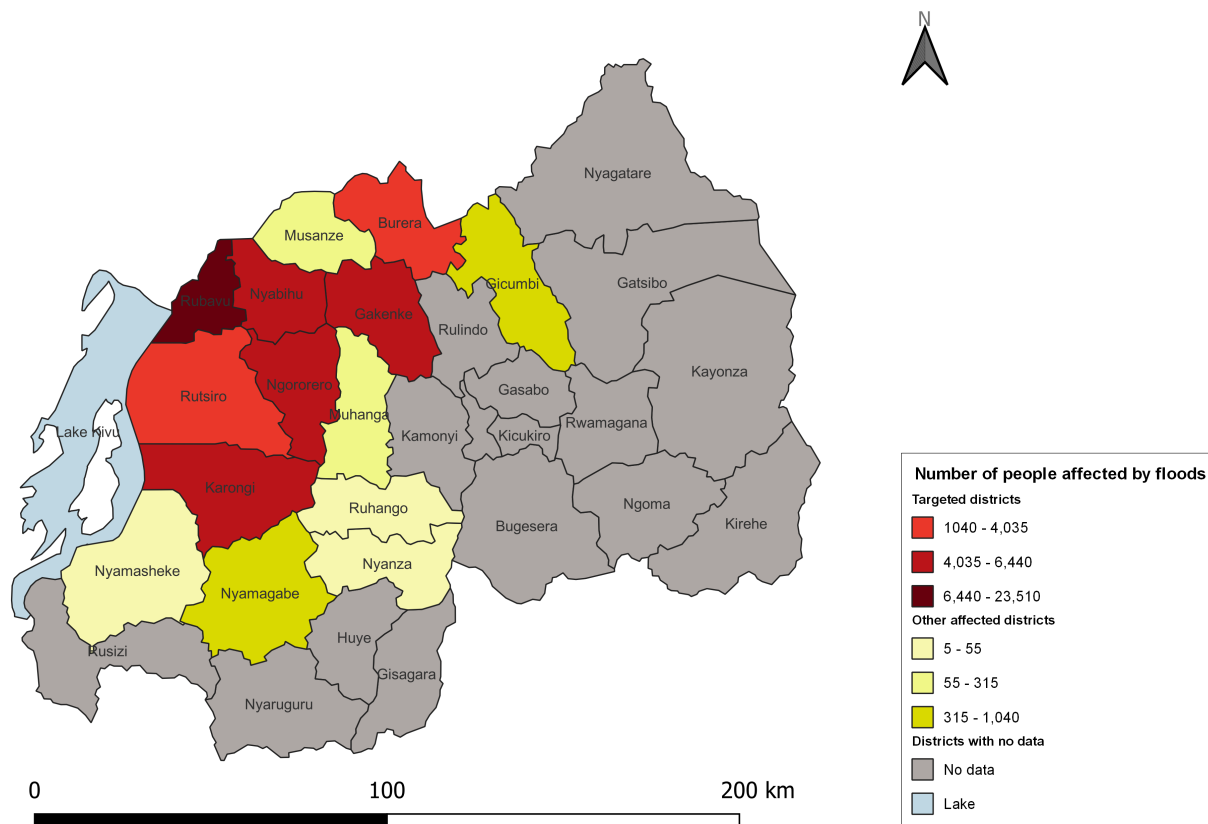 N
Nyagatare
Burera
Musanze
Gatsibo
Gicumbi
Nyabihu
Rubavu
Gakenke
Rulindo
Kayonza
Ngororero
Gasabo
Rutsiro
Muhanga
Rwamagana
Lake Kivu
Kamonyi
Kicukiro
Karongi
Ngoma
Ruhango
Kirehe
Bugesera
Nyanza
Nyamasheke
Nyamagabe
Huye
Rusizi
Gisagara
Nyaruguru
0 100 200 km
Number of people affected by floods
Targeted districts
1040 - 4,035
4,035 - 6,440
6,440 - 23,510
Other affected districts
5 - 55
55 - 315
315 - 1,040
Districts with no data
No data
Lake